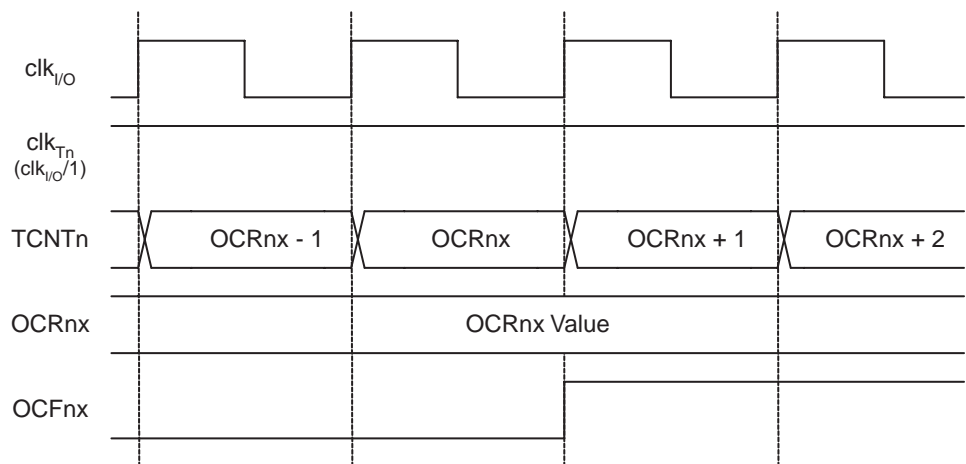 clkI/O
clkTn
(clkI/O/1)
TCNTn OCRnx - 1 OCRnx OCRnx + 1 OCRnx + 2
OCRnx OCRnx Value
OCFnx